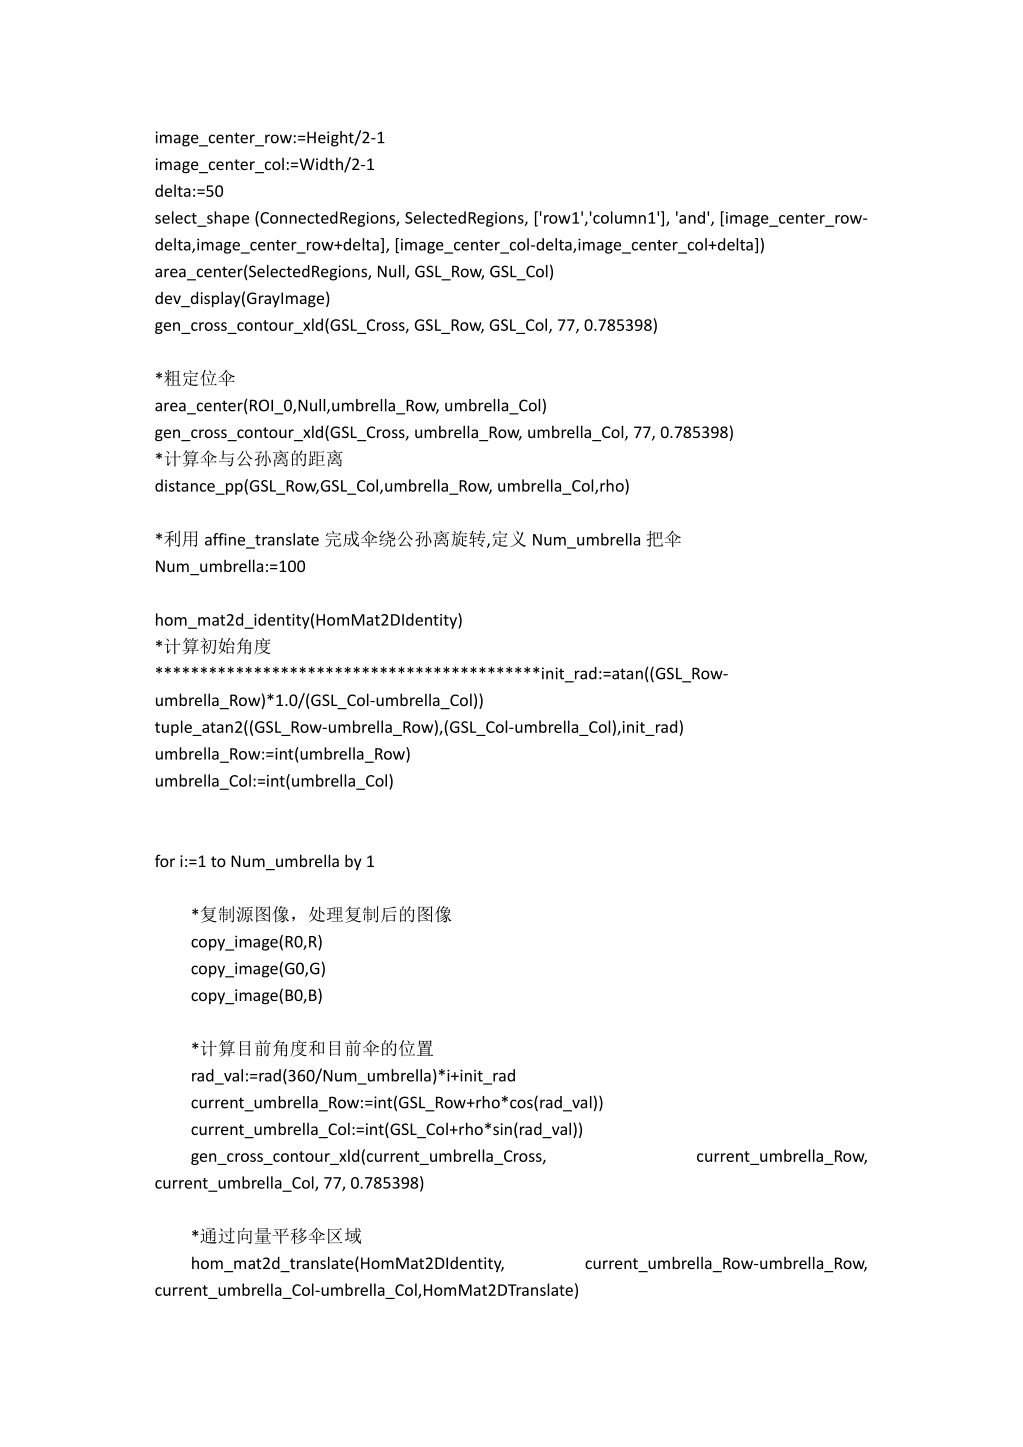 image_center_row:=Height/2-1
image_center_col:=Width/2-1
delta:=50
select_shape (ConnectedRegions, SelectedRegions, ['row1','column1'], 'and', [image_center_row-
delta,image_center_row+delta], [image_center_col-delta,image_center_col+delta])
area_center(SelectedRegions, Null, GSL_Row, GSL_Col)
dev_display(GrayImage)
gen_cross_contour_xld(GSL_Cross, GSL_Row, GSL_Col, 77, 0.785398)
*粗定位伞
area_center(ROI_0,Null,umbrella_Row, umbrella_Col)
gen_cross_contour_xld(GSL_Cross, umbrella_Row, umbrella_Col, 77, 0.785398)
*计算伞与公孙离的距离
distance_pp(GSL_Row,GSL_Col,umbrella_Row, umbrella_Col,rho)
*利用 affine_translate 完成伞绕公孙离旋转,定义 Num_umbrella 把伞
Num_umbrella:=100
hom_mat2d_identity(HomMat2DIdentity)
*计算初始角度
*******************************************init_rad:=atan((GSL_Row-
umbrella_Row)*1.0/(GSL_Col-umbrella_Col))
tuple_atan2((GSL_Row-umbrella_Row),(GSL_Col-umbrella_Col),init_rad)
umbrella_Row:=int(umbrella_Row)
umbrella_Col:=int(umbrella_Col)
for i:=1 to Num_umbrella by 1
*复制源图像，处理复制后的图像
copy_image(R0,R)
copy_image(G0,G)
copy_image(B0,B)
*计算目前角度和目前伞的位置
rad_val:=rad(360/Num_umbrella)*i+init_rad
current_umbrella_Row:=int(GSL_Row+rho*cos(rad_val))
current_umbrella_Col:=int(GSL_Col+rho*sin(rad_val))
gen_cross_contour_xld(current_umbrella_Cross, current_umbrella_Row,
current_umbrella_Col, 77, 0.785398)
*通过向量平移伞区域
hom_mat2d_translate(HomMat2DIdentity, current_umbrella_Row-umbrella_Row,
current_umbrella_Col-umbrella_Col,HomMat2DTranslate)